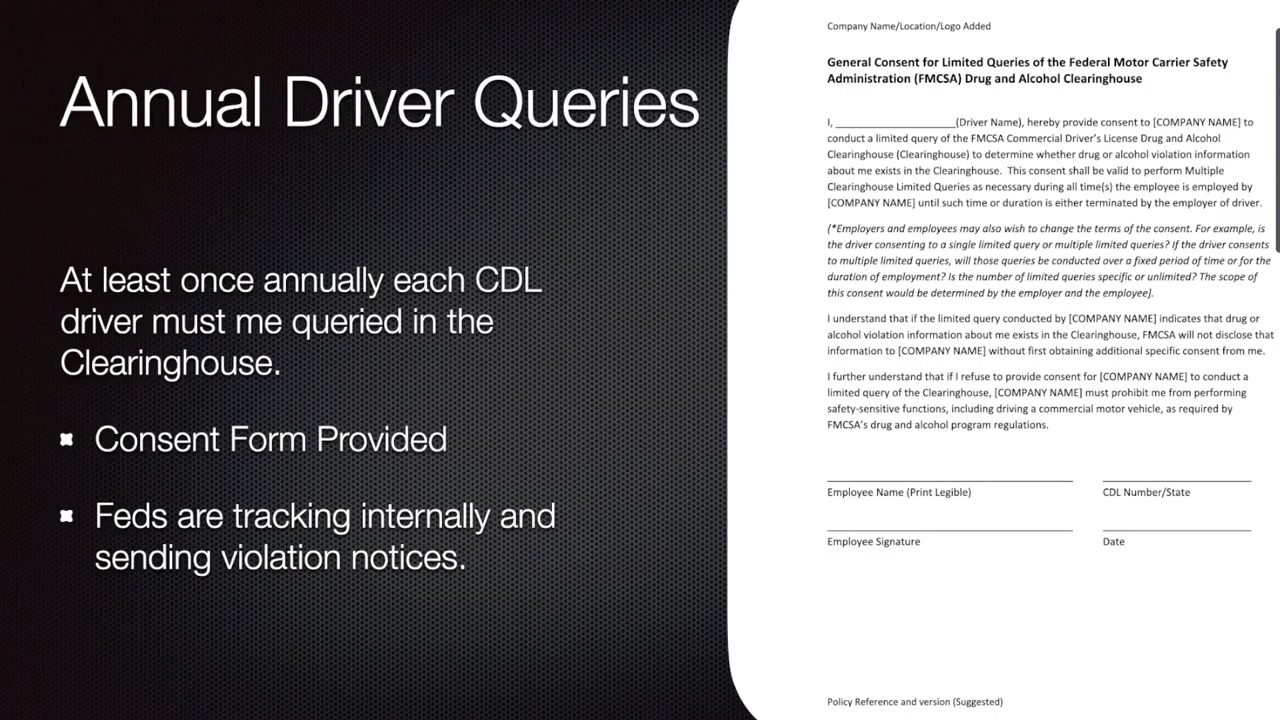 Annual Driver Queries
At least once annually each CDL
driver must me queried in the
Clearinghouse.
Consent Form Provided
Feds are tracking internally and
sending violation notices.
Company Name/Location/Logo Added
General Consent for Limited Queries of the Federal Motor Carrier Safety
Administration (FMCSA) Drug and Alcohol Clearinghouse
I, ______________________(Driver Name), hereby provide consent to [COMPANY NAME] to
conduct a limited query of the FMCSA Commercial Driver's License Drug and Alcohol
Clearinghouse (Clearinghouse) to determine whether drug or alcohol violation information
about me exists in the Clearinghouse. This consent shall be valid to perform Multiple
Clearinghouse Limited Queries as necessary during all time(s) the employee is employed by
[COMPANY NAME] until such time or duration is either terminated by the employer of driver.
(*Employers and employees may also wish to change the terms of the consent. For example, is
the driver consenting to a single limited query or multiple limited queries? If the driver consents
to multiple limited queries, will those queries be conducted over a fixed period of time or for the
duration of employment? Is the number of limited queries specific or unlimited? The scope of
this consent would be determined by the employer and the employee].
I understand that if the limited query conducted by [COMPANY NAME] indicates that drug or
alcohol violation information about me exists in the Clearinghouse, FMCSA will not disclose that
information to [COMPANY NAME] without first obtaining additional specific consent from me.
I further understand that if I refuse to provide consent for [COMPANY NAME] to conduct a
limited query of the Clearinghouse, [COMPANY NAME] must prohibit me from performing
safety-sensitive functions, including driving a commercial motor vehicle, as required by
FMCSA's drug and alcohol program regulations.
Employee Name (Print Legible) CDL Number/State
Employee Signature Date
Policy Reference and version (Suggested)